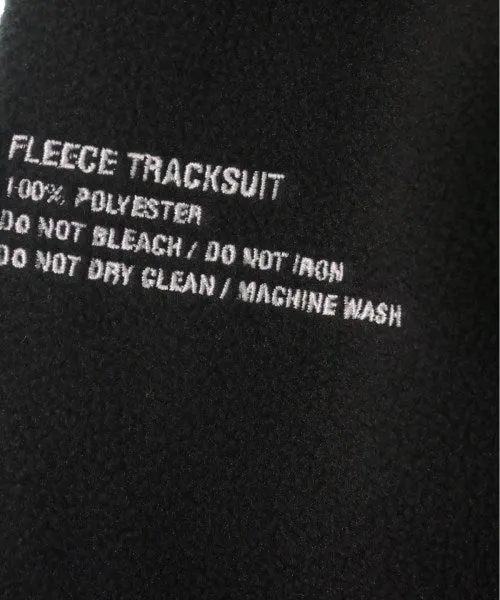 FLEECE TRACKSUIT
100% POLYESTER
DO NOT BLEACH / DO NOT IRON
DO NOT DRY CLEAN / MACHINE WASH